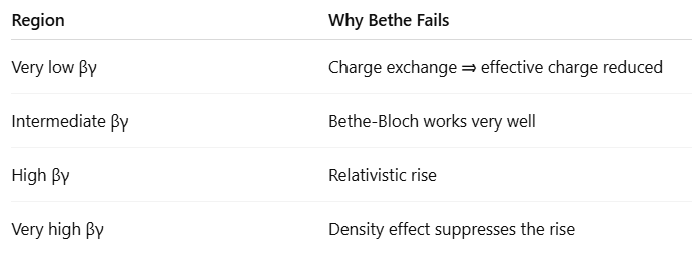 Region Why Bethe Fails
Very low βγ Charge exchange ⇒ effective charge reduced
Intermediate βγ Bethe-Bloch works very well
High βγ Relativistic rise
Very high βγ Density effect suppresses the rise